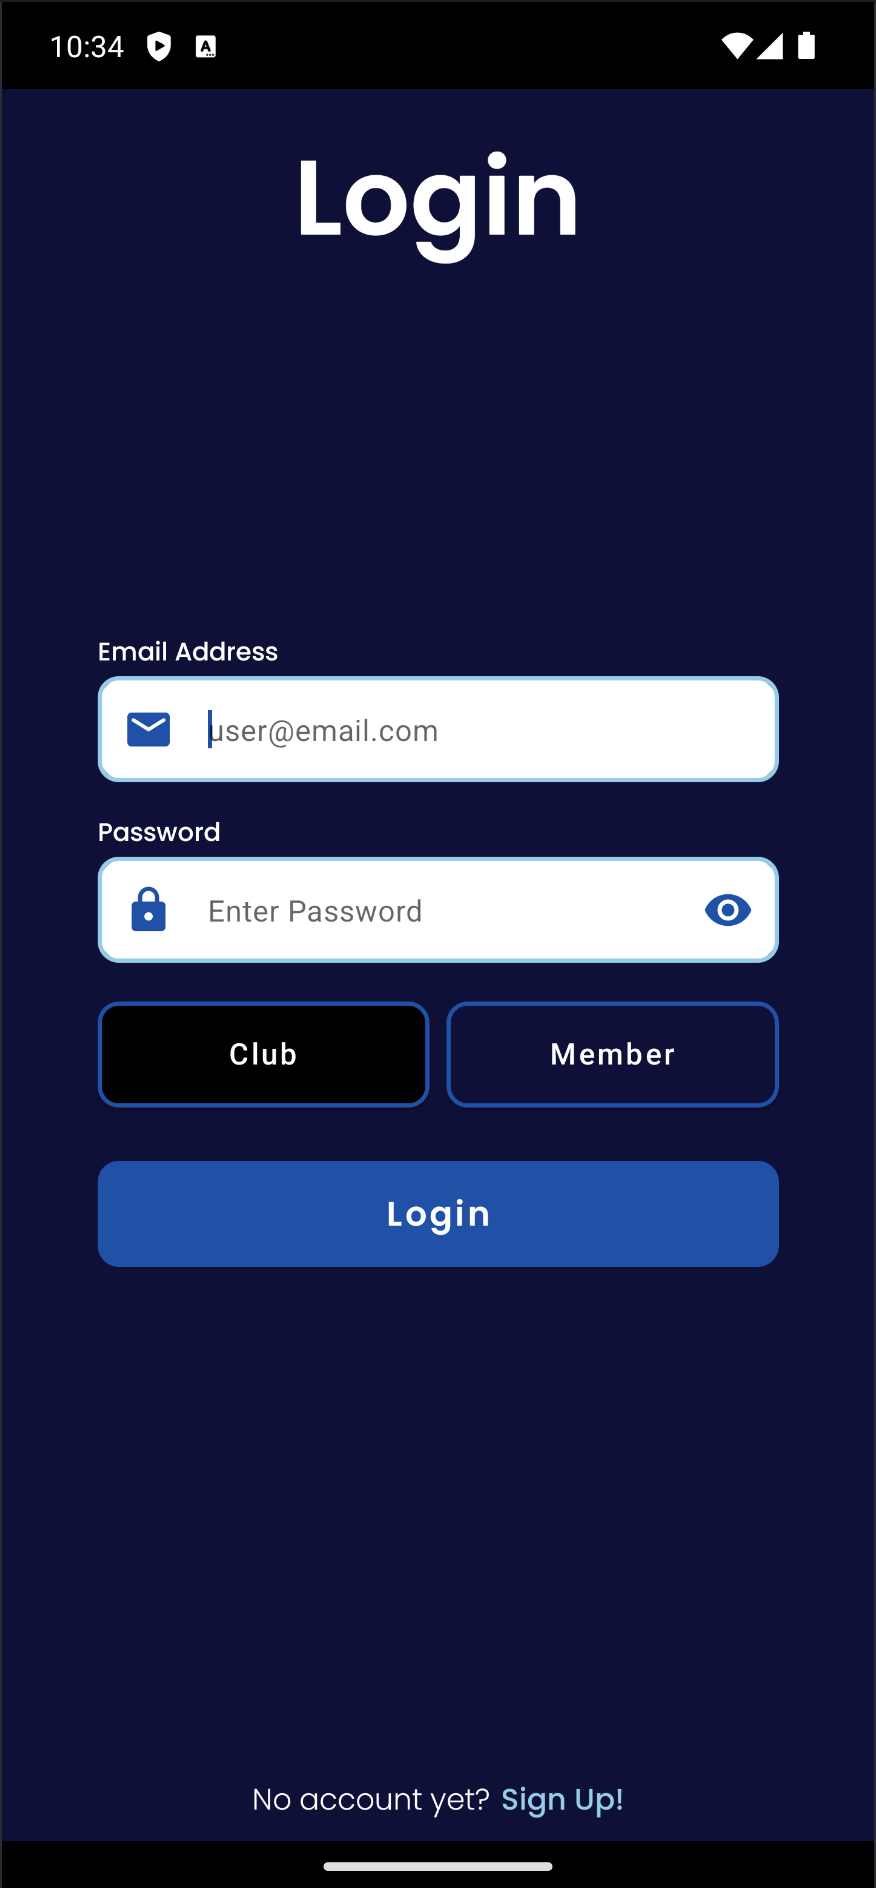 10:34
Login
Email Address
user@email.com
Password
Enter Password
Club Member
Login
No account yet? Sign Up!